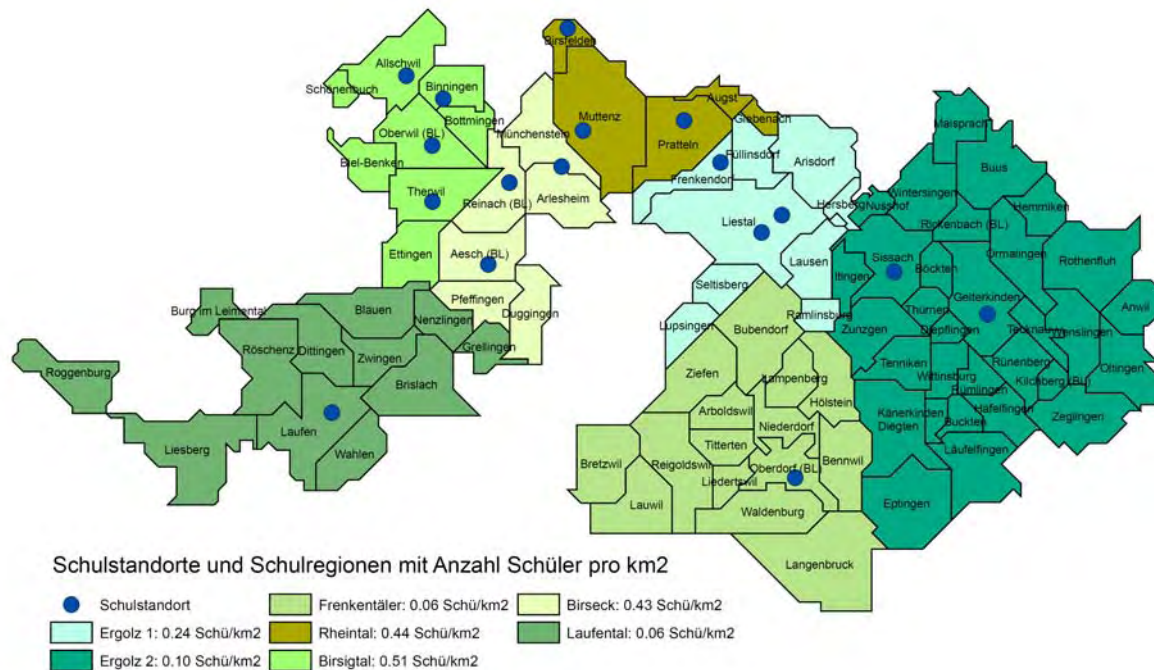 Birsfelden
Allschwil
Schönenbuch
Binningen
Bottmingen
Oberwil (BL)
Biel-Benken
Therwil
Ettingen
Münchenstein
Muttenz
Augst
Giebenach
Pratteln
Reinach (BL)
Arlesheim
Aesch (BL)
Pfeffingen
Duggingen
Füllinsdorf
Frenkendorf
Arisdorf
Hersberg
Liestal
Lausen
Seltisberg
Ramlinsburg
Lupsingen
Maisprach
Buus
Wintersingen
Nusshof
Hemmiken
Rickenbach (BL)
Ormalingen
Rothenfluh
Sissach
Itingen
Böckten
Gelterkinden
Anwil
Thürnen
Zunzgen
Diepflingen
Tecknau
Wenslingen
Tenniken
Wittinsburg
Rünenberg
Oltingen
Rümlingen
Kilchberg (BL)
Känerkinden
Diegten
Buckten
Häfelfingen
Zeglingen
Läufelfingen
Eptingen
Burg im Leimental
Blauen
Nenzlingen
Grellingen
Röschenz
Dittingen
Zwingen
Brislach
Roggenburg
Liesberg
Laufen
Wahlen
Bubendorf
Ziefen
Lampenberg
Hölstein
Arboldswil
Niederdorf
Titterten
Bretzwil
Reigoldswil
Liedertswil
Oberdorf (BL)
Bennwil
Lauwil
Waldenburg
Langenbruck
Schulstandorte und Schulregionen mit Anzahl Schüler pro km2
Schulstandort
Frenkentäler: 0.06 Schü/km2
Birseck: 0.43 Schü/km2
Ergolz 1: 0.24 Schü/km2
Rheintal: 0.44 Schü/km2
Laufental: 0.06 Schü/km2
Ergolz 2: 0.10 Schü/km2
Birsigtal: 0.51 Schü/km2